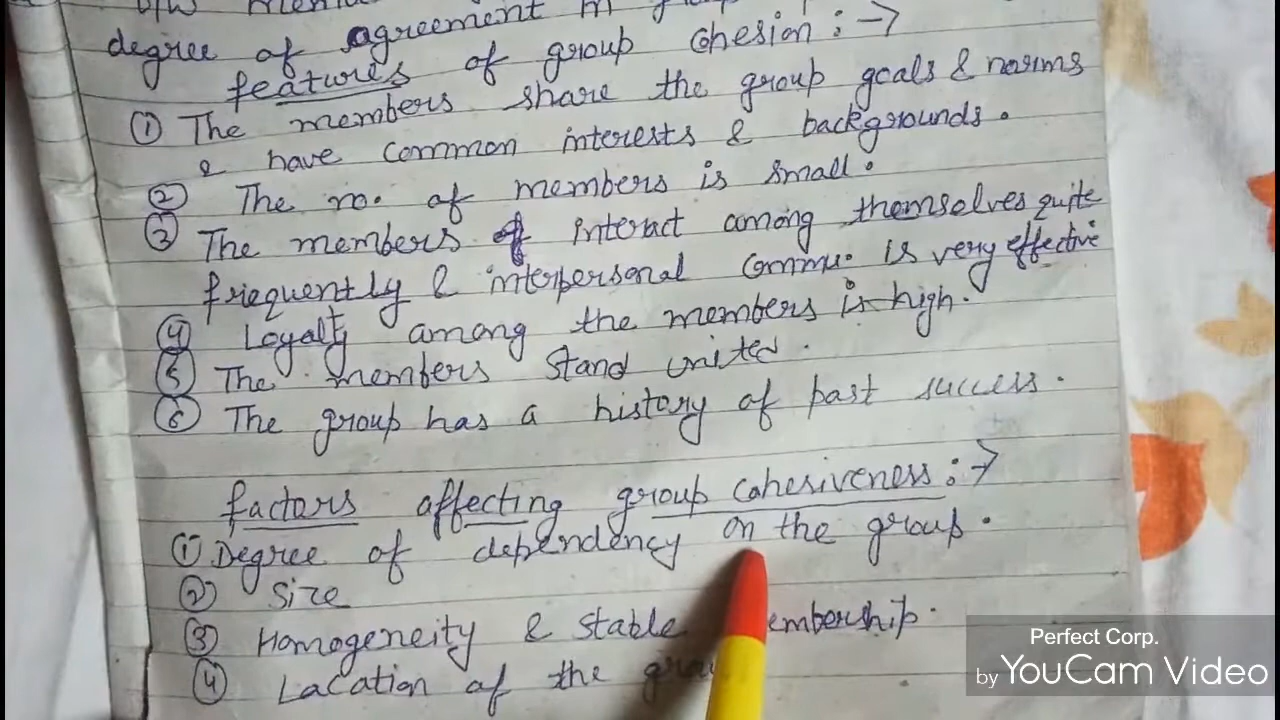 degree of agreement in
features of group cohesion :->
① The members share the group goals & norms
& have common interests & backgrounds.
② The no. of members is small.
③ The members interact among themselves quite
frequently & interpersonal commu. is very effective
④ Loyalty among the members is high.
⑤ The members stand united.
⑥ The group has a history of past success.
factors affecting group cohesiveness :->
① Degree of dependency on the group.
② Size
③ Homogeneity & stable embership.
④ Location of the
Perfect Corp.
by YouCam Video